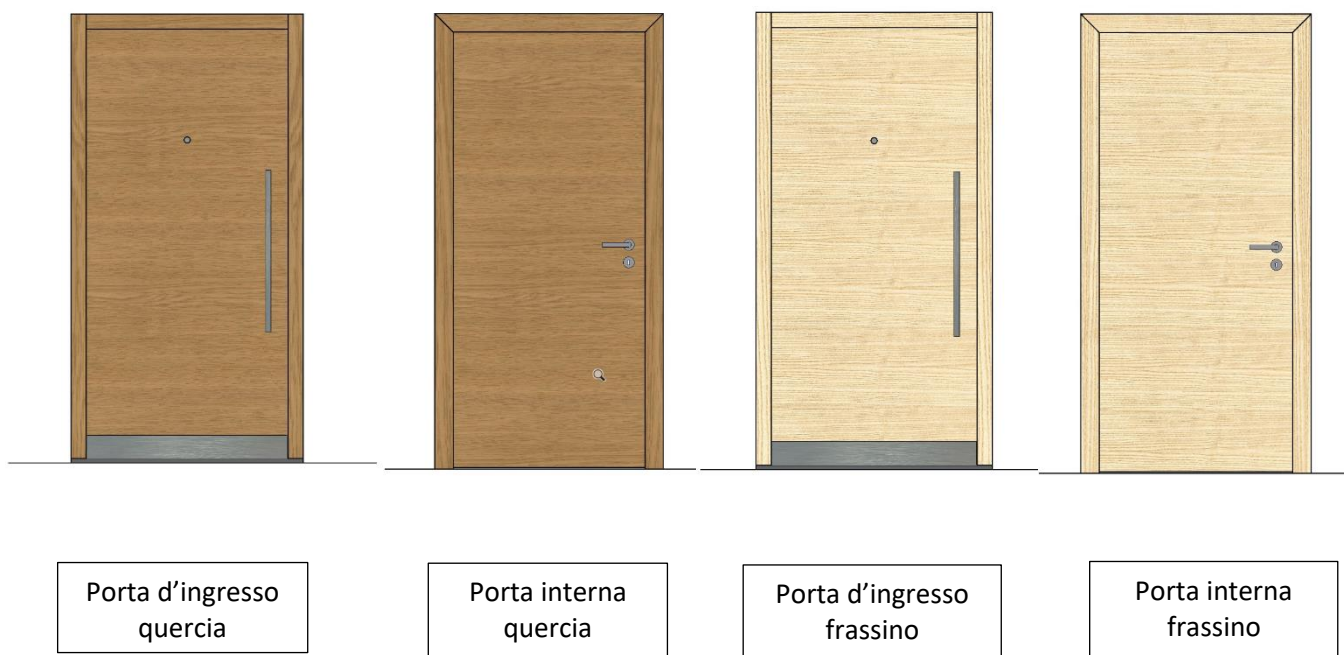 Porta d’ingresso
quercia
Porta interna
quercia
Porta d’ingresso
frassino
Porta interna
frassino